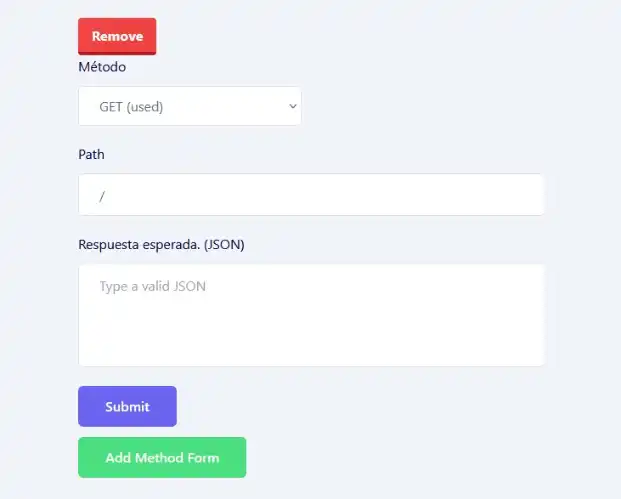 Remove
Método
GET (used)
Path
/
Respuesta esperada. (JSON)
Type a valid JSON
Submit
Add Method Form